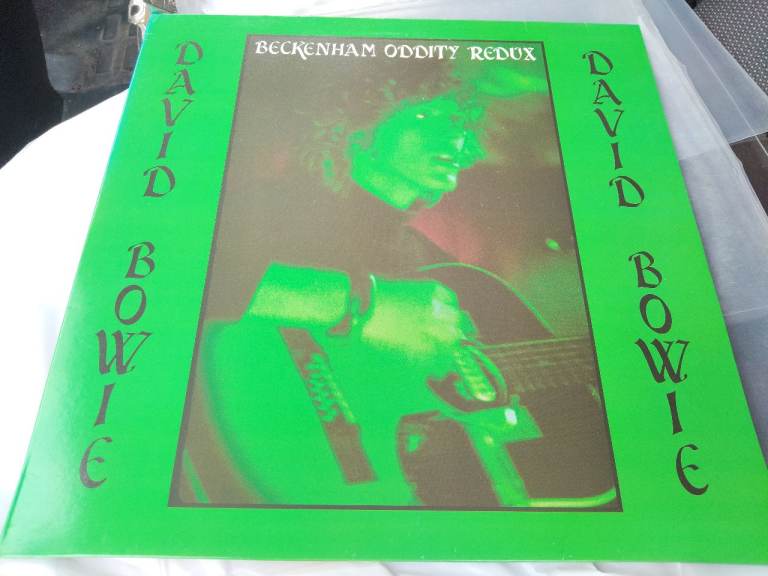 BECKENHAM ODDITY REDUX
DAVID BOWIE
DAVID BOWIE